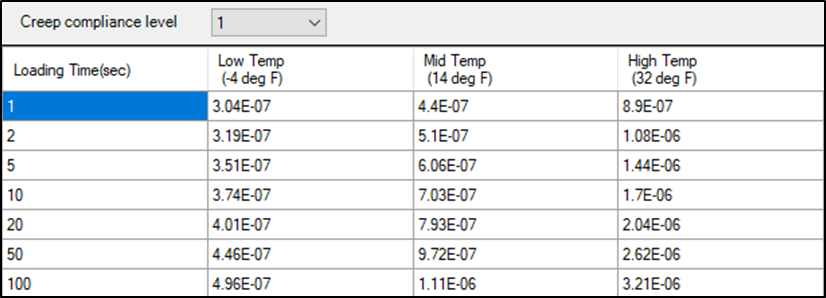 Creep compliance level 1
Loading Time(sec) Low Temp (-4 deg F) Mid Temp (14 deg F) High Temp (32 deg F)
1 3.04E-07 4.4E-07 8.9E-07
2 3.19E-07 5.1E-07 1.08E-06
5 3.51E-07 6.06E-07 1.44E-06
10 3.74E-07 7.03E-07 1.7E-06
20 4.01E-07 7.93E-07 2.04E-06
50 4.46E-07 9.72E-07 2.62E-06
100 4.96E-07 1.11E-06 3.21E-06